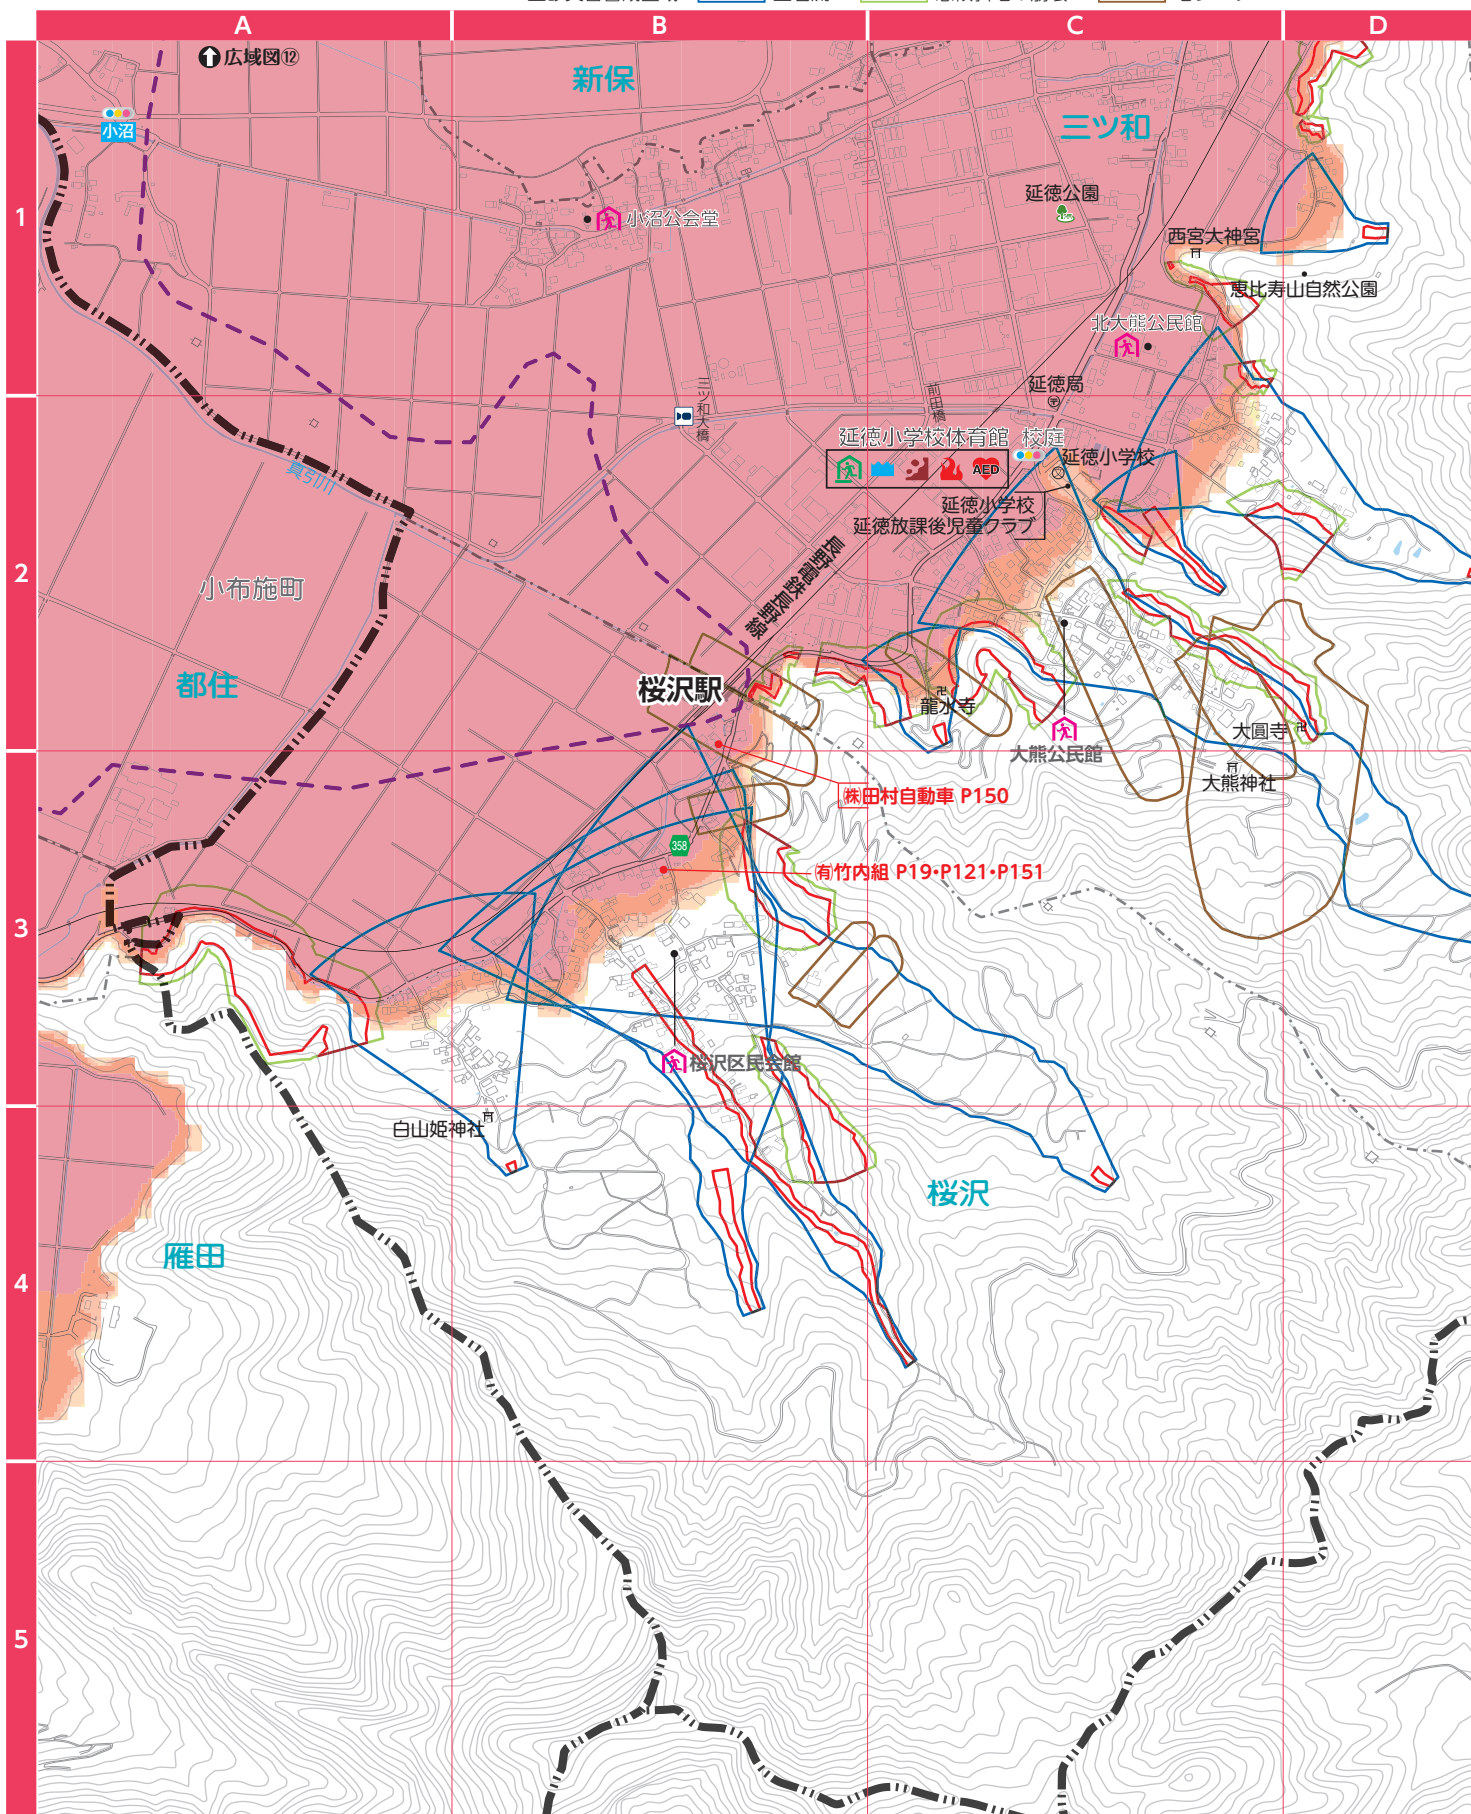 A
B
C
D
1
2
3
4
5
広域図⑫
小沼
新保
三ツ和
延徳公園
小沼公会堂
西宮大神宮
恵比寿山自然公園
北大熊公民館
延徳局
三ツ和大橋
前田橋
延徳小学校体育館
校庭
AED
延徳小学校
延徳小学校
延徳放課後児童クラブ
真引川
小布施町
長野電鉄長野線
都住
桜沢駅
龍水寺
大熊公民館
大圓寺
大熊神社
㈱田村自動車 P150
358
㈲竹内組 P19・P121・P151
桜沢区民会館
白山姫神社
桜沢
雁田